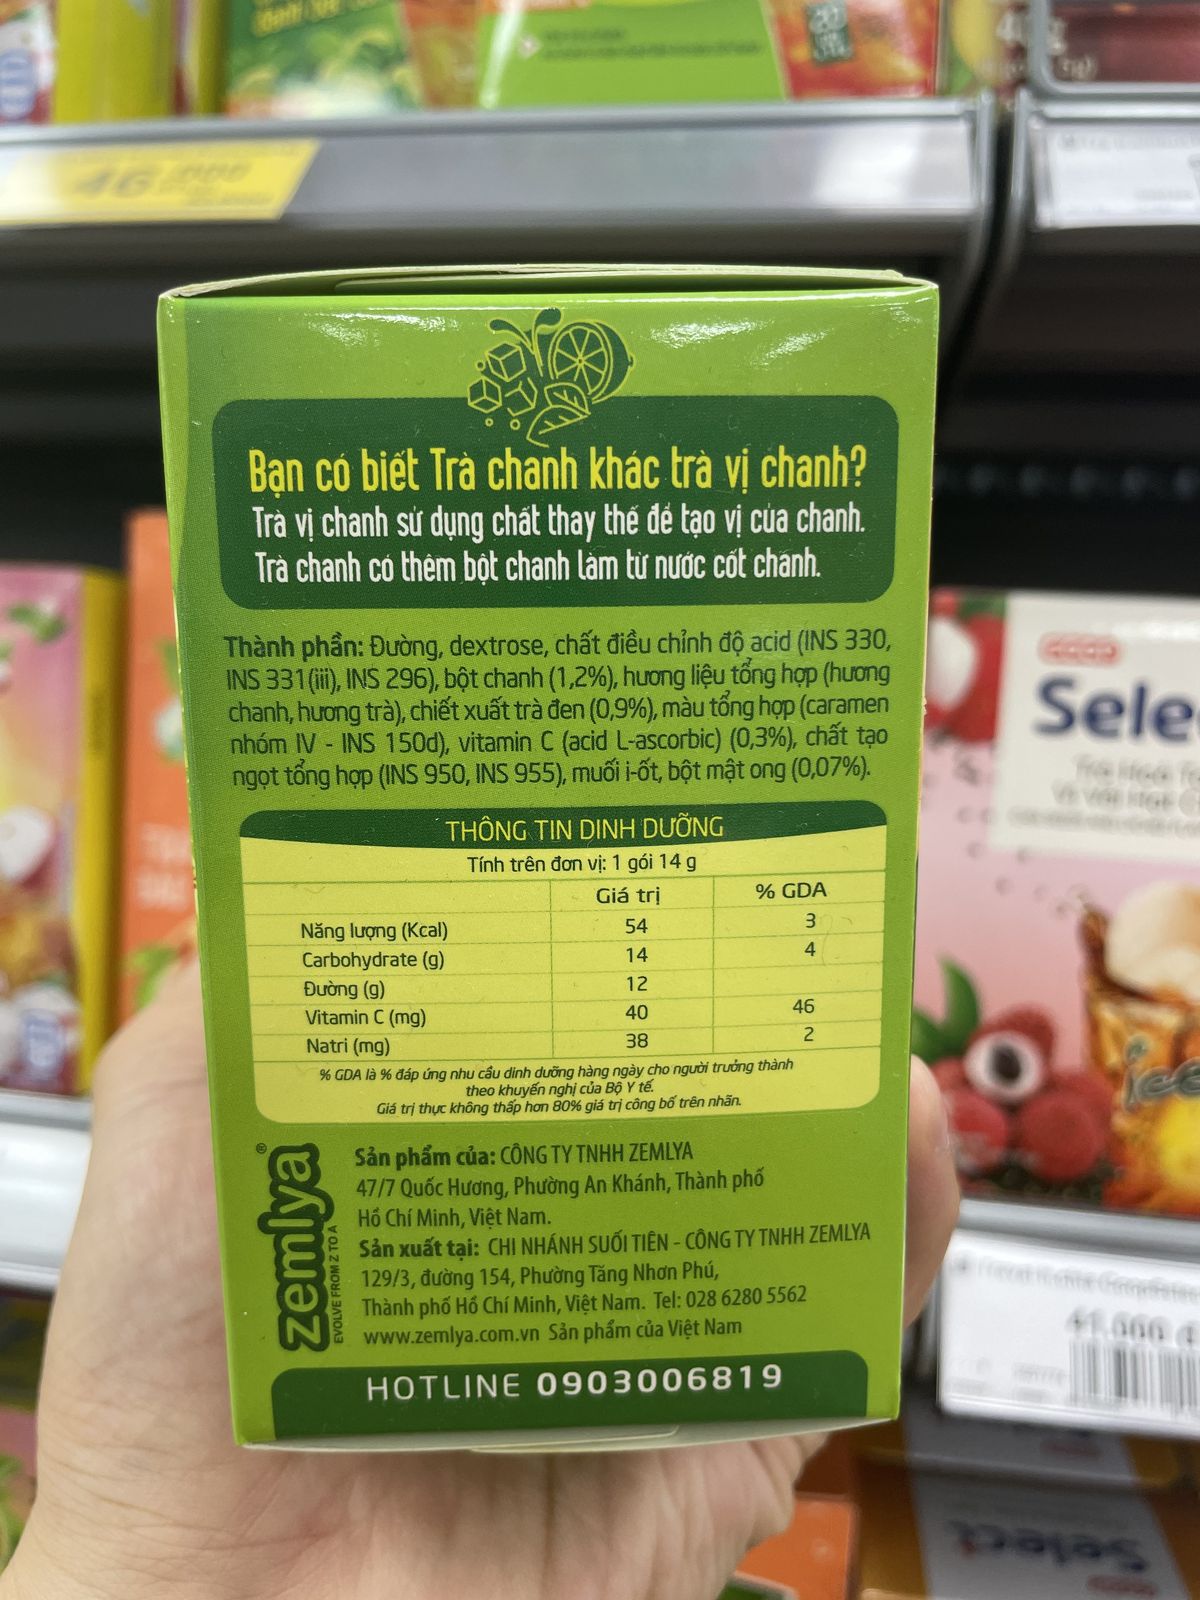 46.000
Bạn có biết Trà chanh khác trà vị chanh?
Trà vị chanh sử dụng chất thay thế để tạo vị của chanh.
Trà chanh có thêm bột chanh làm từ nước cốt chanh.
Thành phần: Đường, dextrose, chất điều chỉnh độ acid (INS 330,
INS 331(iii), INS 296), bột chanh (1,2%), hương liệu tổng hợp (hương
chanh, hương trà), chiết xuất trà đen (0,9%), màu tổng hợp (caramen
nhóm IV - INS 150d), vitamin C (acid L-ascorbic) (0,3%), chất tạo
ngọt tổng hợp (INS 950, INS 955), muối i-ốt, bột mật ong (0,07%).
THÔNG TIN DINH DƯỠNG
Tính trên đơn vị: 1 gói 14 g
Giá trị % GDA
Năng lượng (Kcal) 54 3
Carbohydrate (g) 14 4
Đường (g) 12
Vitamin C (mg) 40 46
Natri (mg) 38 2
% GDA là % đáp ứng nhu cầu dinh dưỡng hàng ngày cho người trưởng thành
theo khuyến nghị của Bộ Y tế.
Giá trị thực không thấp hơn 80% giá trị công bố trên nhãn.
zemlya®
EVOLVE FROM Z TO A
Sản phẩm của: CÔNG TY TNHH ZEMLYA
47/7 Quốc Hương, Phường An Khánh, Thành phố
Hồ Chí Minh, Việt Nam.
Sản xuất tại: CHI NHÁNH SUỐI TIÊN - CÔNG TY TNHH ZEMLYA
129/3, đường 154, Phường Tăng Nhơn Phú,
Thành phố Hồ Chí Minh, Việt Nam. Tel: 028 6280 5562
www.zemlya.com.vn Sản phẩm của Việt Nam
HOTLINE 0903006819
COOP
Sele
ice
41.000 đ
Select